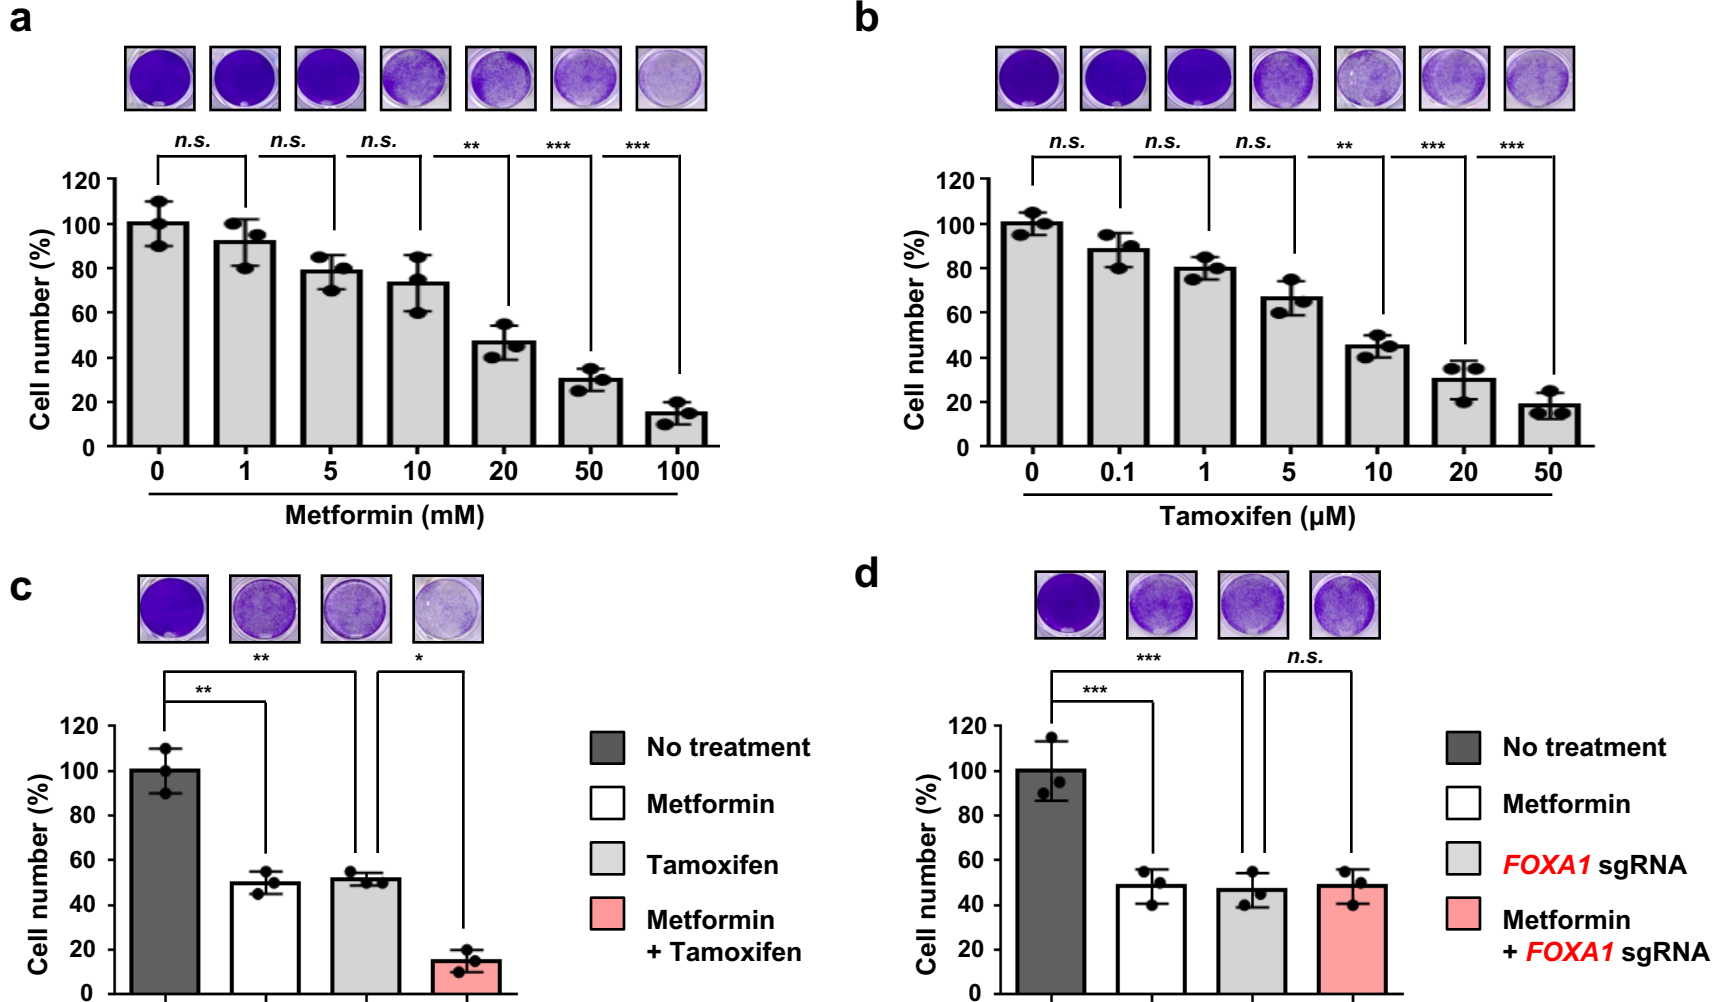 a
n.s. n.s. n.s. ** *** ***
120
100
80
60
40
20
0
Cell number (%)
0 1 5 10 20 50 100
Metformin (mM)
b
n.s. n.s. n.s. ** *** ***
120
100
80
60
40
20
0
Cell number (%)
0 0.1 1 5 10 20 50
Tamoxifen (µM)
c
** *
**
120
100
80
60
40
20
0
Cell number (%)
No treatment
Metformin
Tamoxifen
Metformin
+ Tamoxifen
d
*** n.s.
***
120
100
80
60
40
20
0
Cell number (%)
No treatment
Metformin
FOXA1 sgRNA
Metformin
+ FOXA1 sgRNA